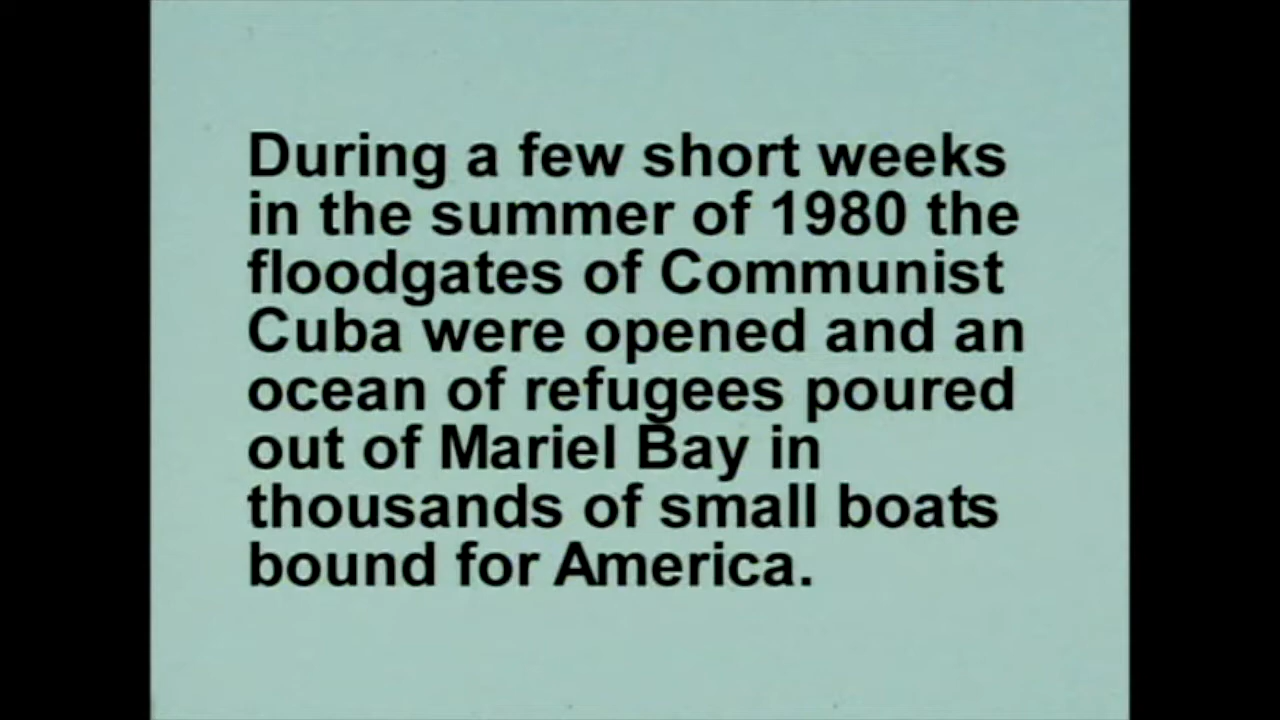 During a few short weeks
in the summer of 1980 the
floodgates of Communist
Cuba were opened and an
ocean of refugees poured
out of Mariel Bay in
thousands of small boats
bound for America.